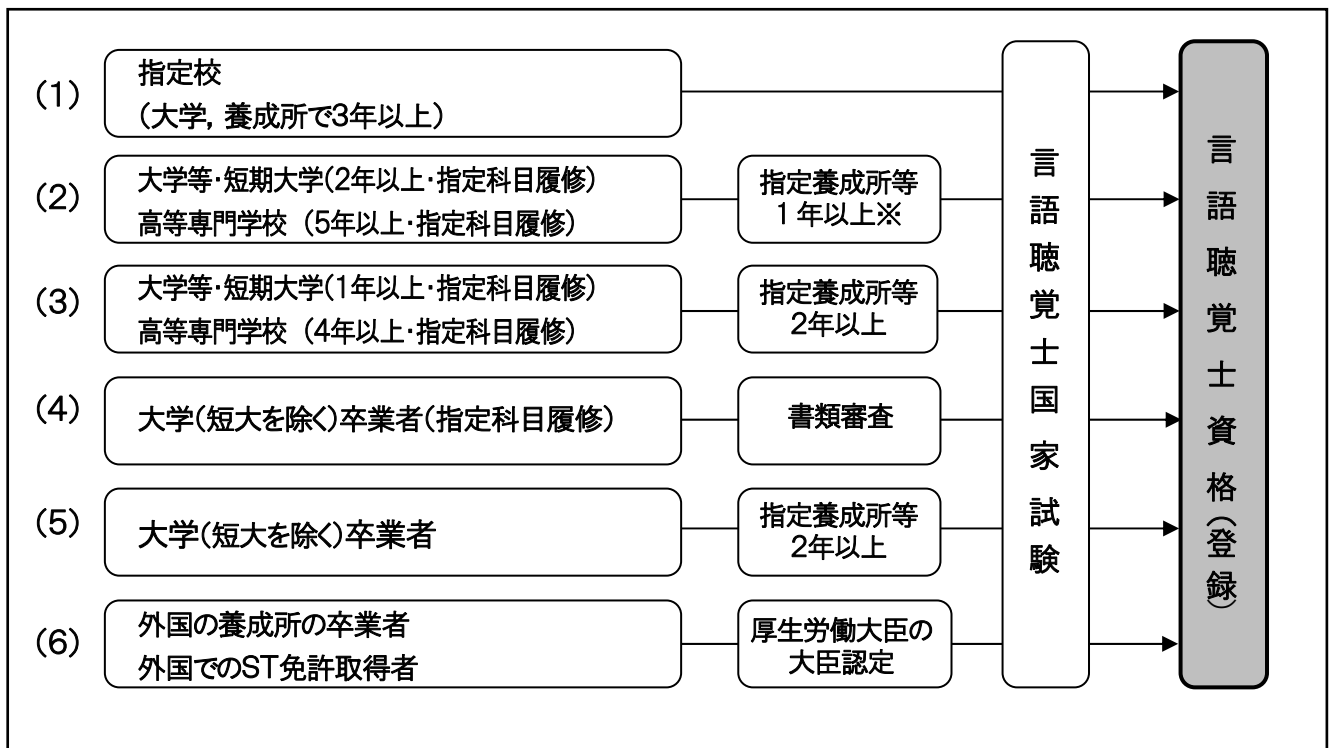 (1)
指定校
(大学，養成所で3年以上)
(2)
大学等・短期大学(2年以上・指定科目履修)
高等専門学校 (5年以上・指定科目履修)
指定養成所等
1年以上※
(3)
大学等・短期大学(1年以上・指定科目履修)
高等専門学校 (4年以上・指定科目履修)
指定養成所等
2年以上
(4)
大学(短大を除く)卒業者(指定科目履修)
書類審査
(5)
大学(短大を除く)卒業者
指定養成所等
2年以上
(6)
外国の養成所の卒業者
外国でのST免許取得者
厚生労働大臣の
大臣認定
言語聴覚士国家試験
言語聴覚士資格(登録)